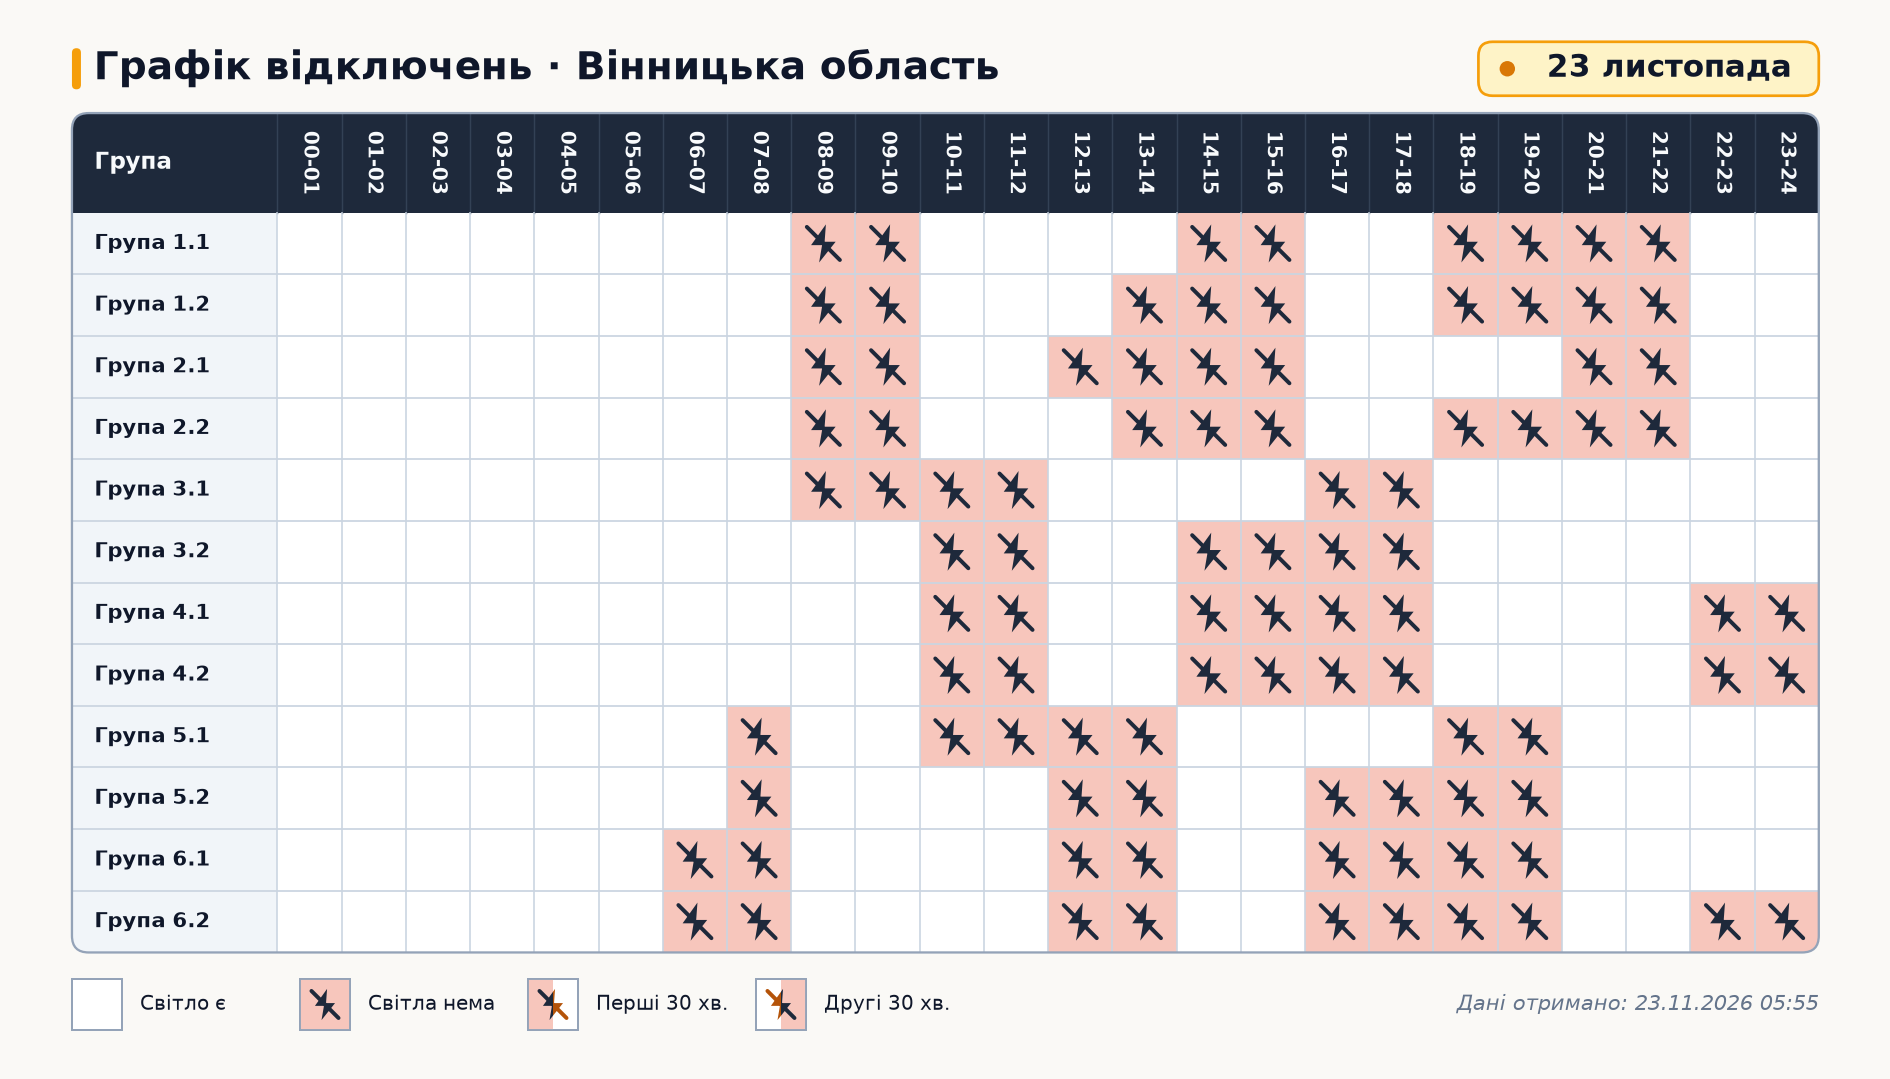 Графік відключень · Вінницька область
23 листопада
Група 00-01 01-02 02-03 03-04 04-05 05-06 06-07 07-08 08-09 09-10 10-11 11-12 12-13 13-14 14-15 15-16 16-17 17-18 18-19 19-20 20-21 21-22 22-23 23-24
Група 1.1
Група 1.2
Група 2.1
Група 2.2
Група 3.1
Група 3.2
Група 4.1
Група 4.2
Група 5.1
Група 5.2
Група 6.1
Група 6.2
Світло є Світла нема Перші 30 хв. Другі 30 хв.
Дані отримано: 23.11.2026 05:55